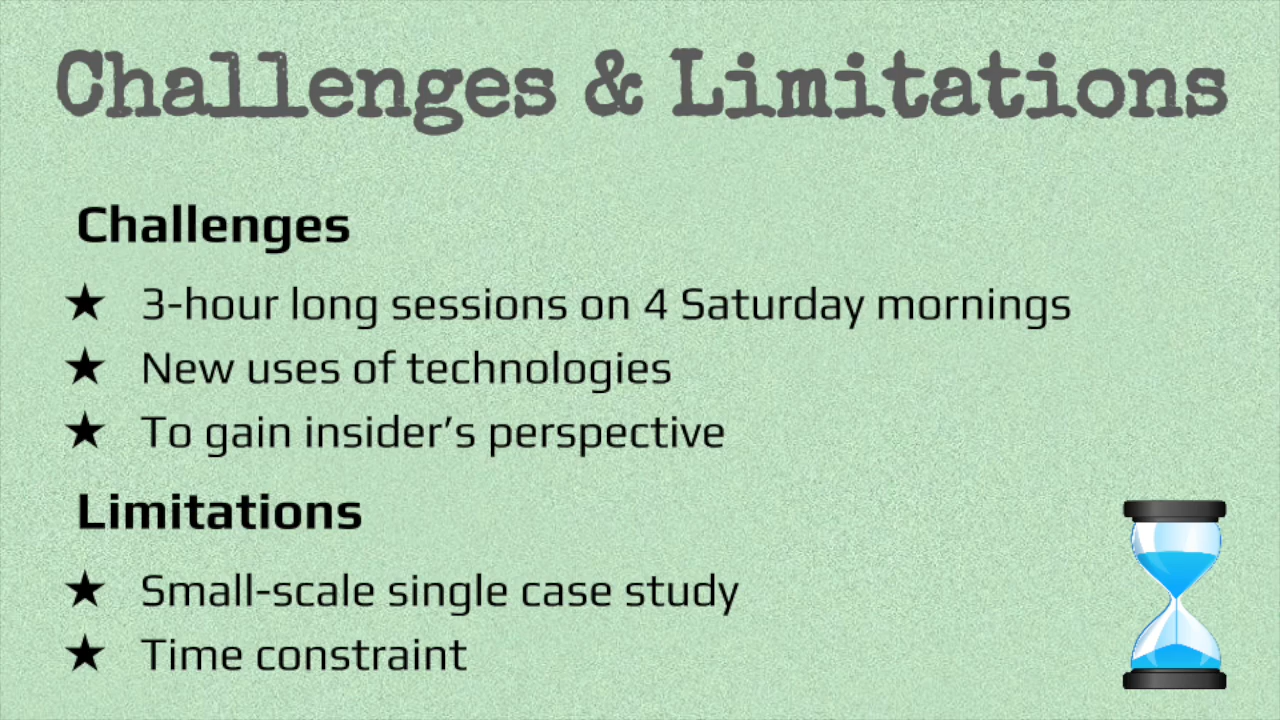 Challenges & Limitations
Challenges
★ 3-hour long sessions on 4 Saturday mornings
★ New uses of technologies
★ To gain insider’s perspective
Limitations
★ Small-scale single case study
★ Time constraint